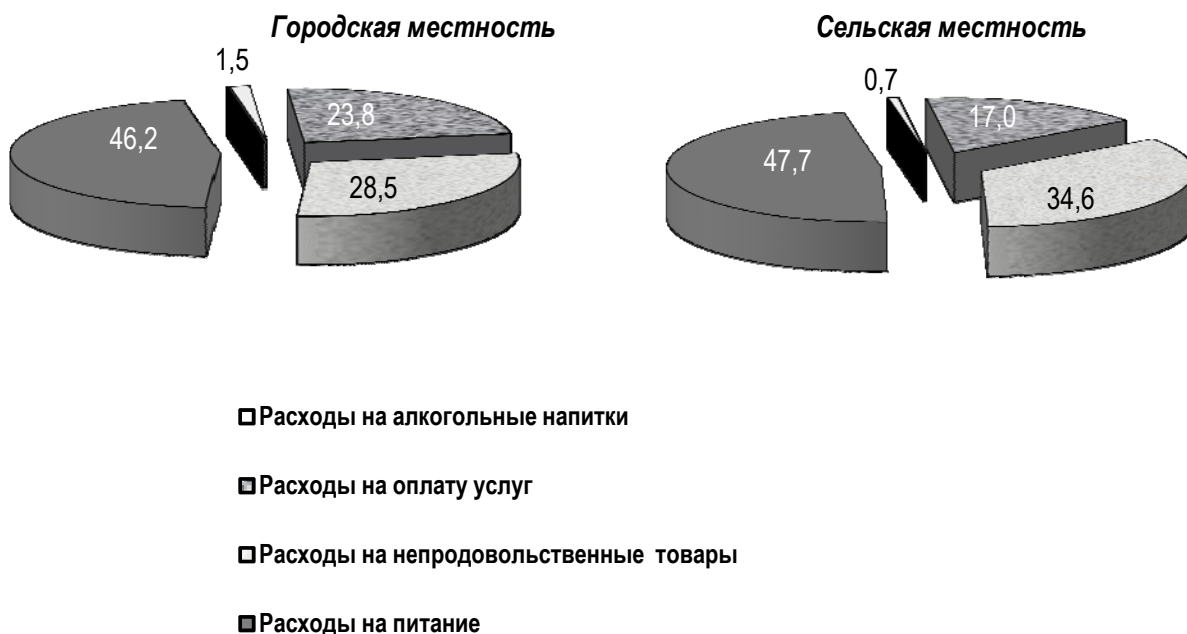 Городская местность
Сельская местность
1,5
23,8
46,2
28,5
0,7
17,0
47,7
34,6
Расходы на алкогольные напитки
Расходы на оплату услуг
Расходы на непродовольственные товары
Расходы на питание